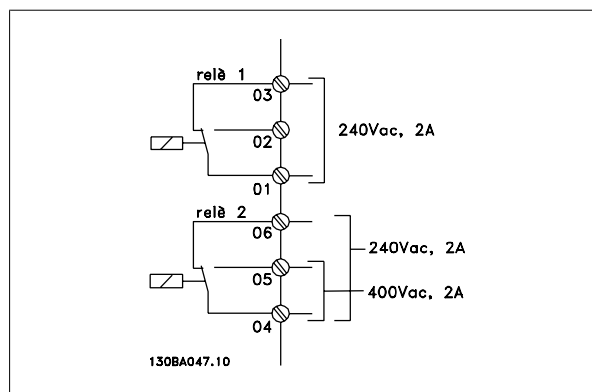 relè 1
03
02
240Vac, 2A
01
relè 2
06
240Vac, 2A
05
400Vac, 2A
04
130BA047.10